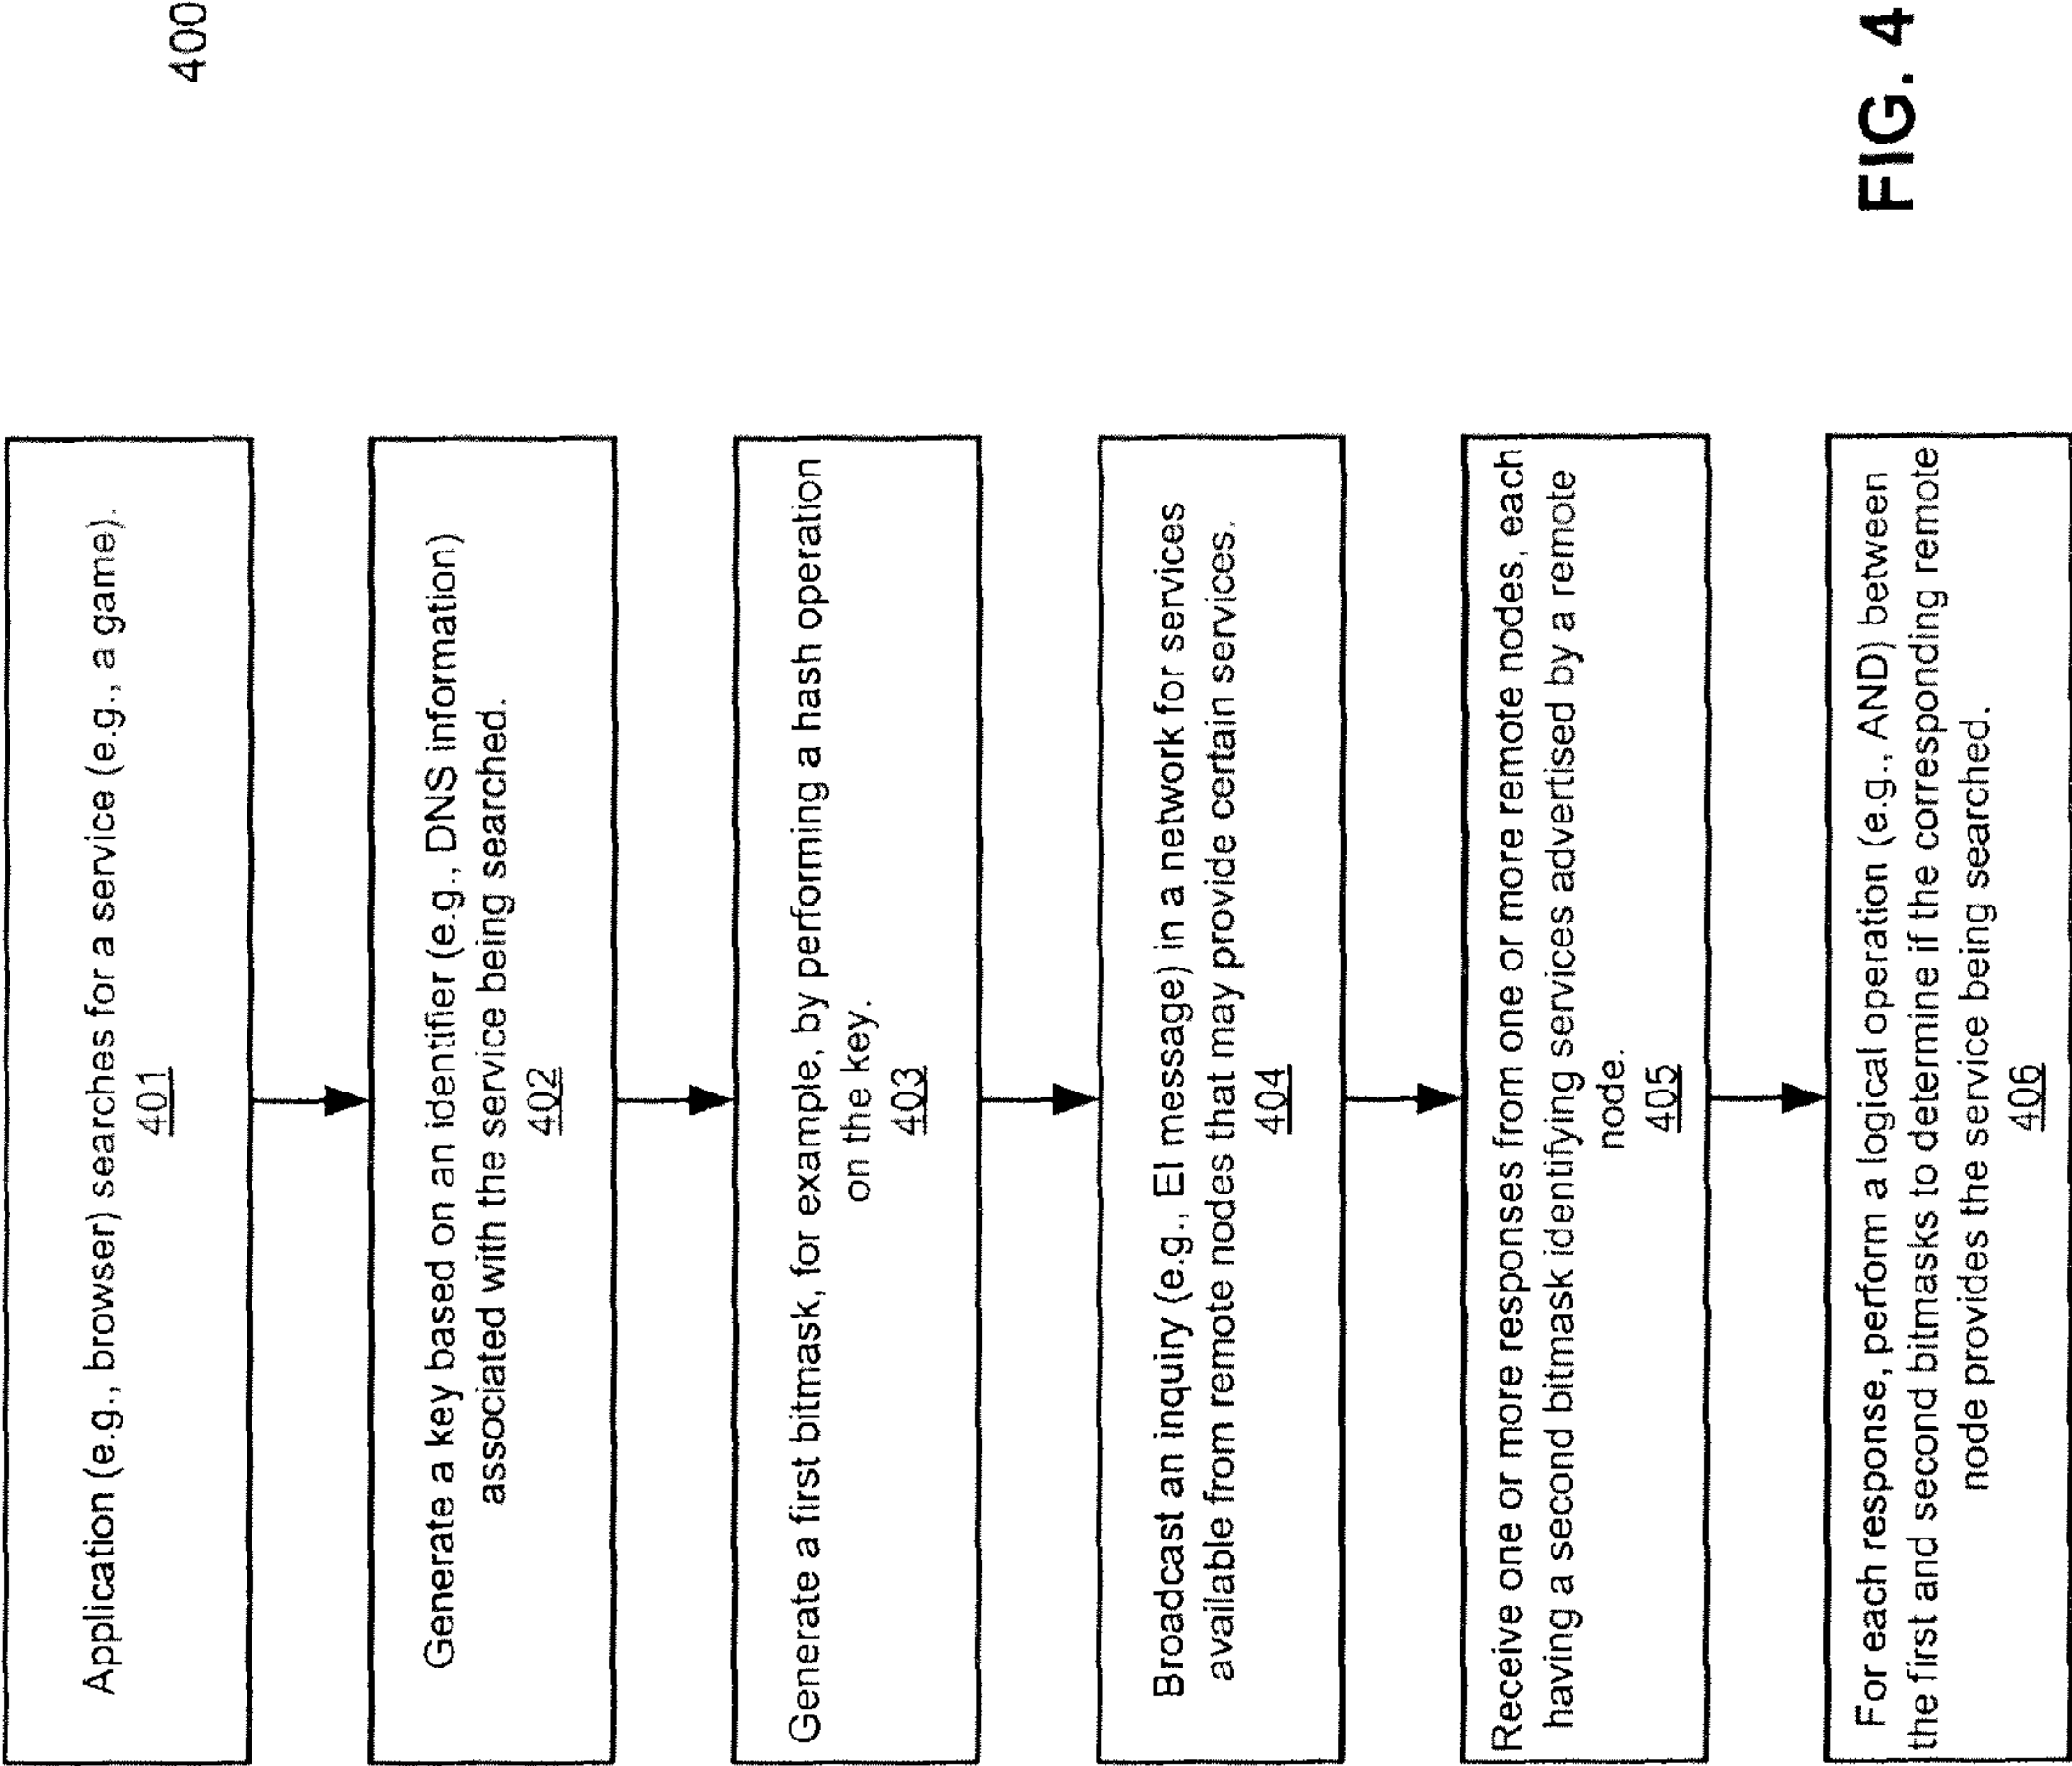 400
Application (e.g., browser) searches for a service (e.g., a game).
401
Generate a key based on an identifier (e.g., DNS information)
associated with the service being searched.
402
Generate a first bitmask, for example, by performing a hash operation
on the key.
403
Broadcast an inquiry (e.g., EI message) in a network for services
available from remote nodes that may provide certain services.
404
Receive one or more responses from one or more remote nodes, each
having a second bitmask identifying services advertised by a remote
node.
405
For each response, perform a logical operation (e.g., AND) between
the first and second bitmasks to determine if the corresponding remote
node provides the service being searched.
406
FIG. 4